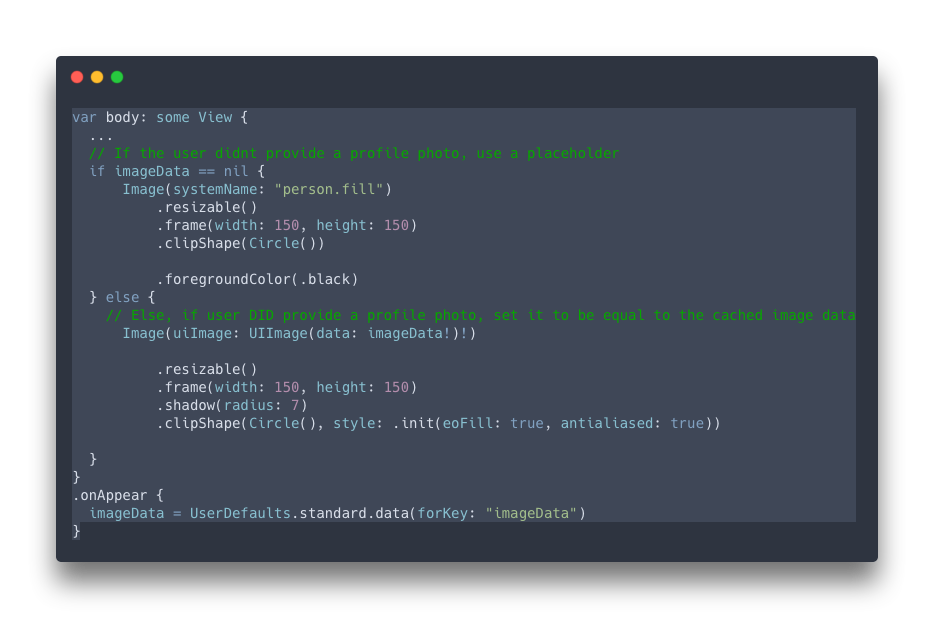 var body: some View {
  ...
  // If the user didnt provide a profile photo, use a placeholder
  if imageData == nil {
      Image(systemName: "person.fill")
          .resizable()
          .frame(width: 150, height: 150)
          .clipShape(Circle())
          .foregroundColor(.black)
  } else {
    // Else, if user DID provide a profile photo, set it to be equal to the cached image data
      Image(uiImage: UIImage(data: imageData!)!)
          .resizable()
          .frame(width: 150, height: 150)
          .shadow(radius: 7)
          .clipShape(Circle(), style: .init(eoFill: true, antialiased: true))
  }
}
.onAppear {
  imageData = UserDefaults.standard.data(forKey: "imageData")
}